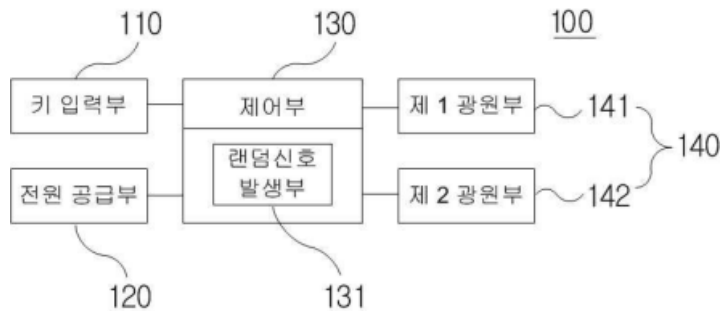 110
130
100
키 입력부
제어부
제 1 광원부
141
140
전원 공급부
랜덤신호
발생부
제 2 광원부
142
120
131